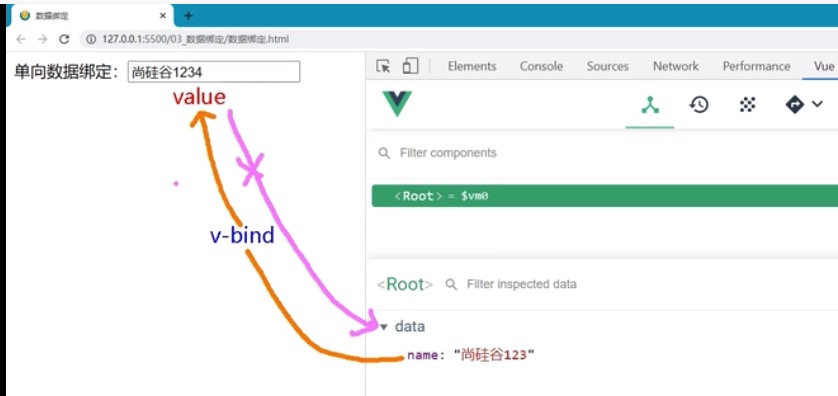 数据绑定
127.0.0.1:5500/03_数据绑定/数据绑定.html
单向数据绑定：尚硅谷1234
value
v-bind
Elements Console Sources Network Performance Vue
Filter components
<Root> = $vm0
<Root> Filter inspected data
data
name: "尚硅谷123"